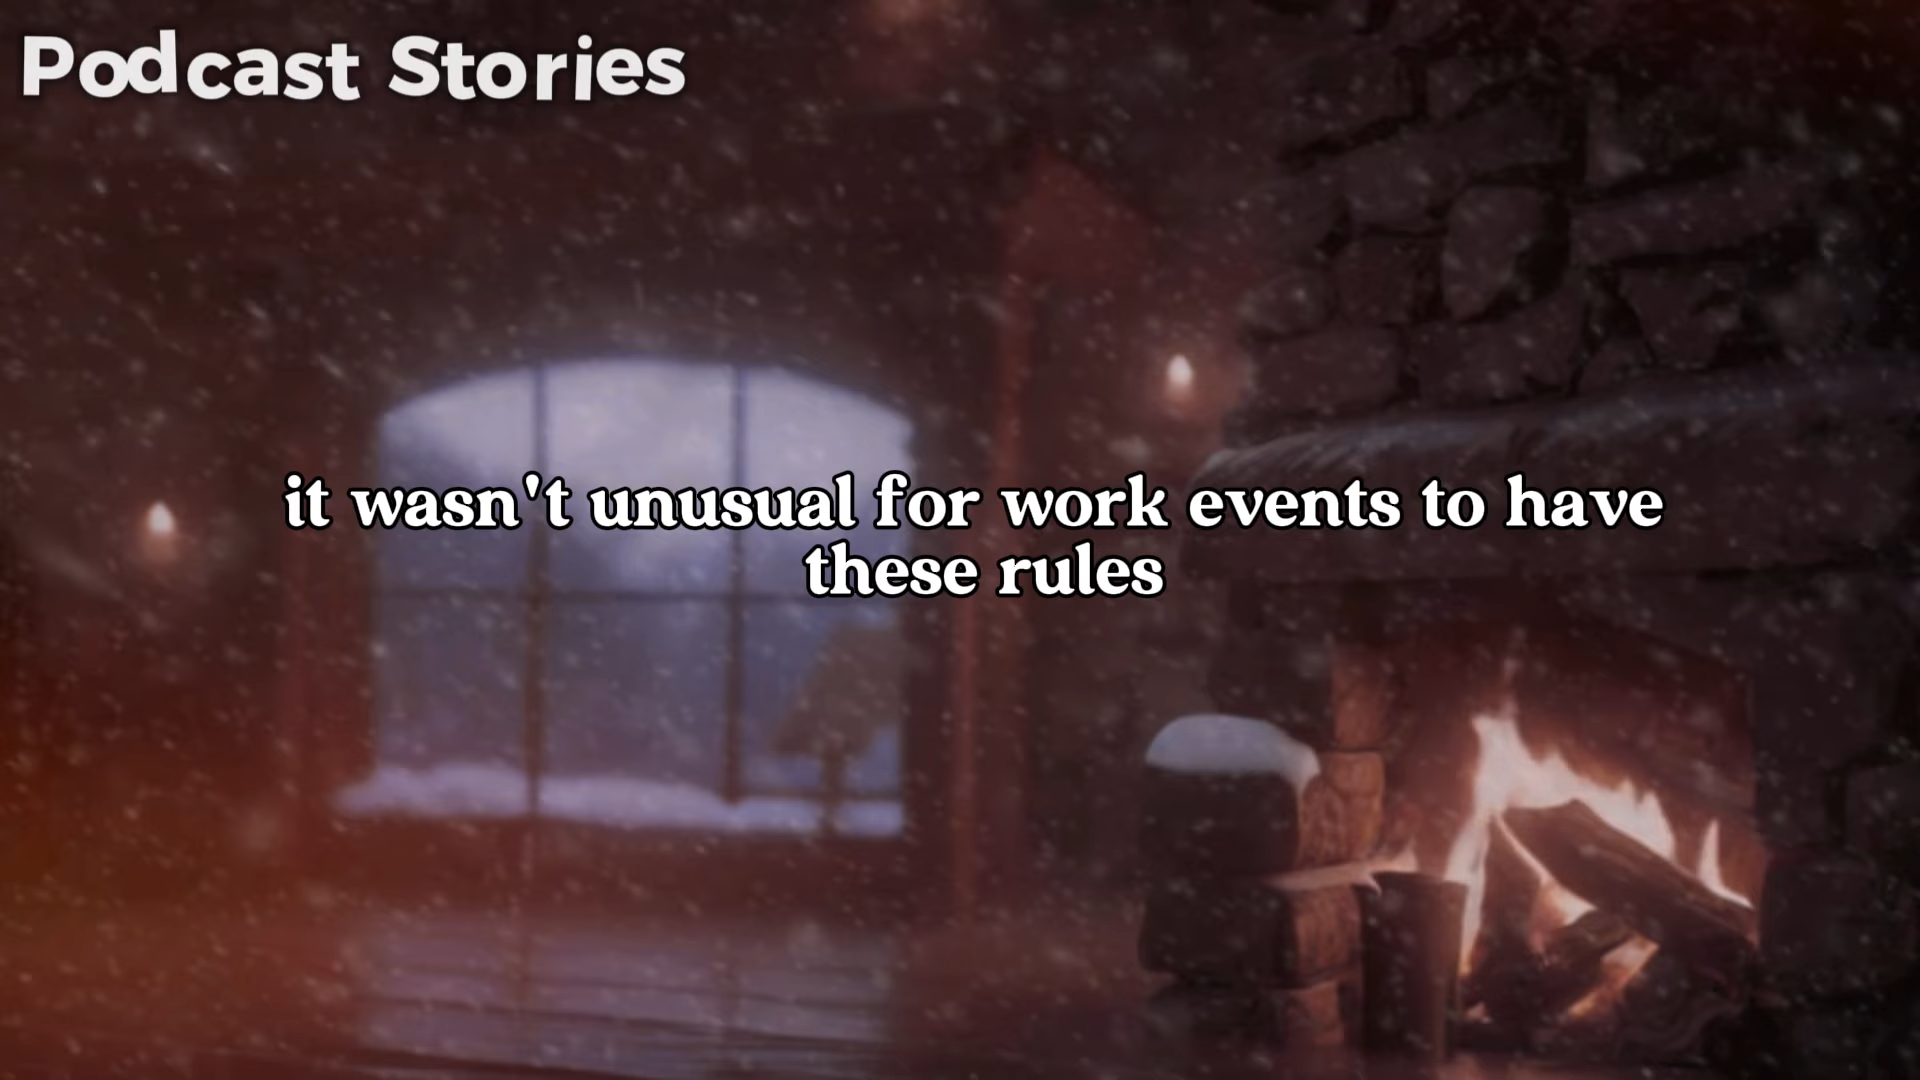 Podcast Stories
it wasn't unusual for work events to have
these rules